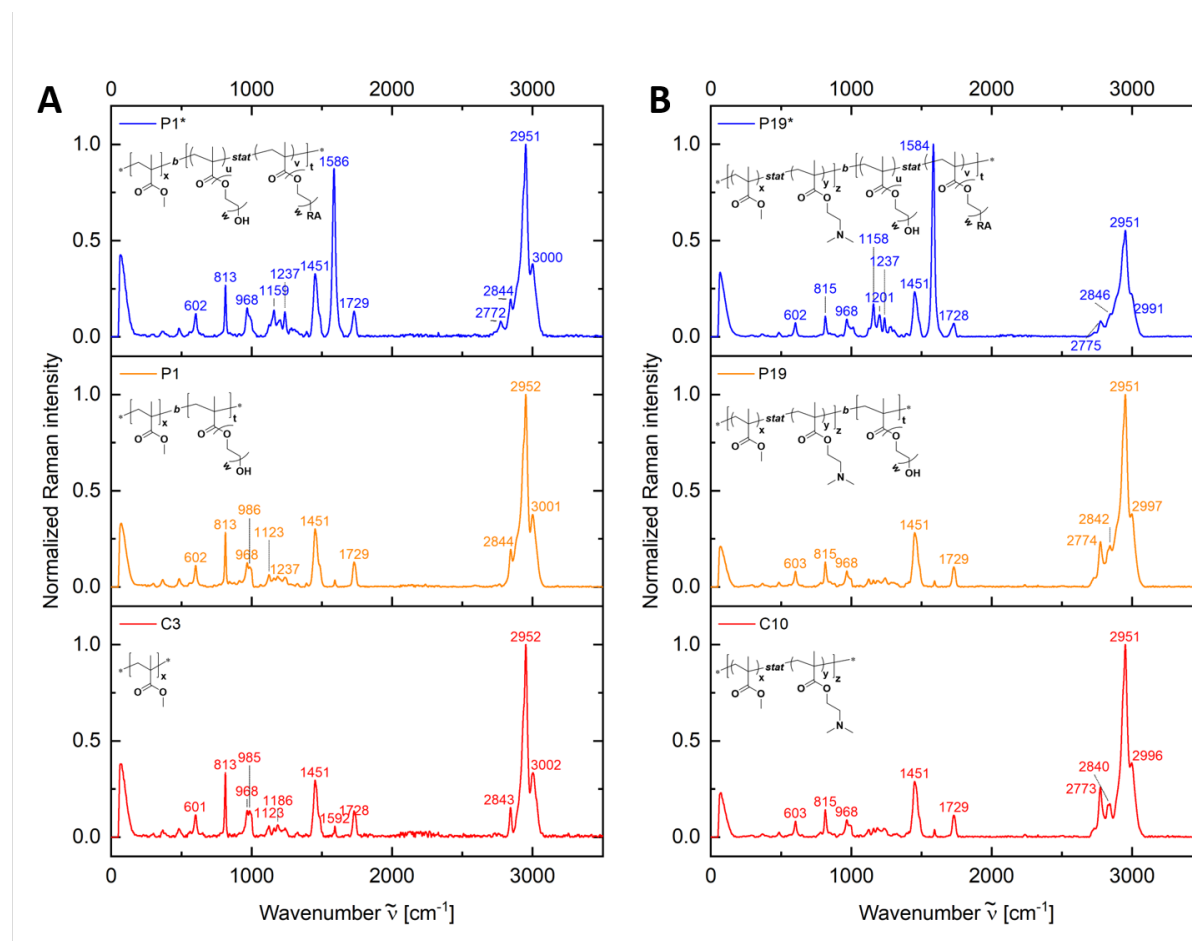 A
B
0 1000 2000 3000
0 1000 2000 3000
P1*
* b stat *
x u v t
O O O O O O
z OH z RA
602 813 968 1159 1237 1451 1586 1729 2772 2844 2951 3000
1.0
0.5
0.0
P19*
* stat b stat *
x y z u v t
O O O O O O O O
N z OH z RA
602 815 968 1158 1201 1237 1451 1584 1728 2775 2846 2951 2991
1.0
0.5
0.0
P1
* b *
x t
O O O O
z OH
602 813 968 986 1123 1237 1451 1729 2844 2952 3001
1.0
0.5
0.0
P19
* stat b *
x y z t
O O O O O O
N z OH
603 815 968 1451 1729 2774 2842 2951 2997
1.0
0.5
0.0
C3
* *
x
O O
601 813 968 985 1123 1186 1451 1592 1728 2843 2952 3002
1.0
0.5
0.0
C10
* stat *
x y z
O O O O
N
603 815 968 1451 1729 2773 2840 2951 2996
1.0
0.5
0.0
0 1000 2000 3000
0 1000 2000 3000
Normalized Raman intensity
Normalized Raman intensity
Wavenumber ν̃ [cm⁻¹]
Wavenumber ν̃ [cm⁻¹]